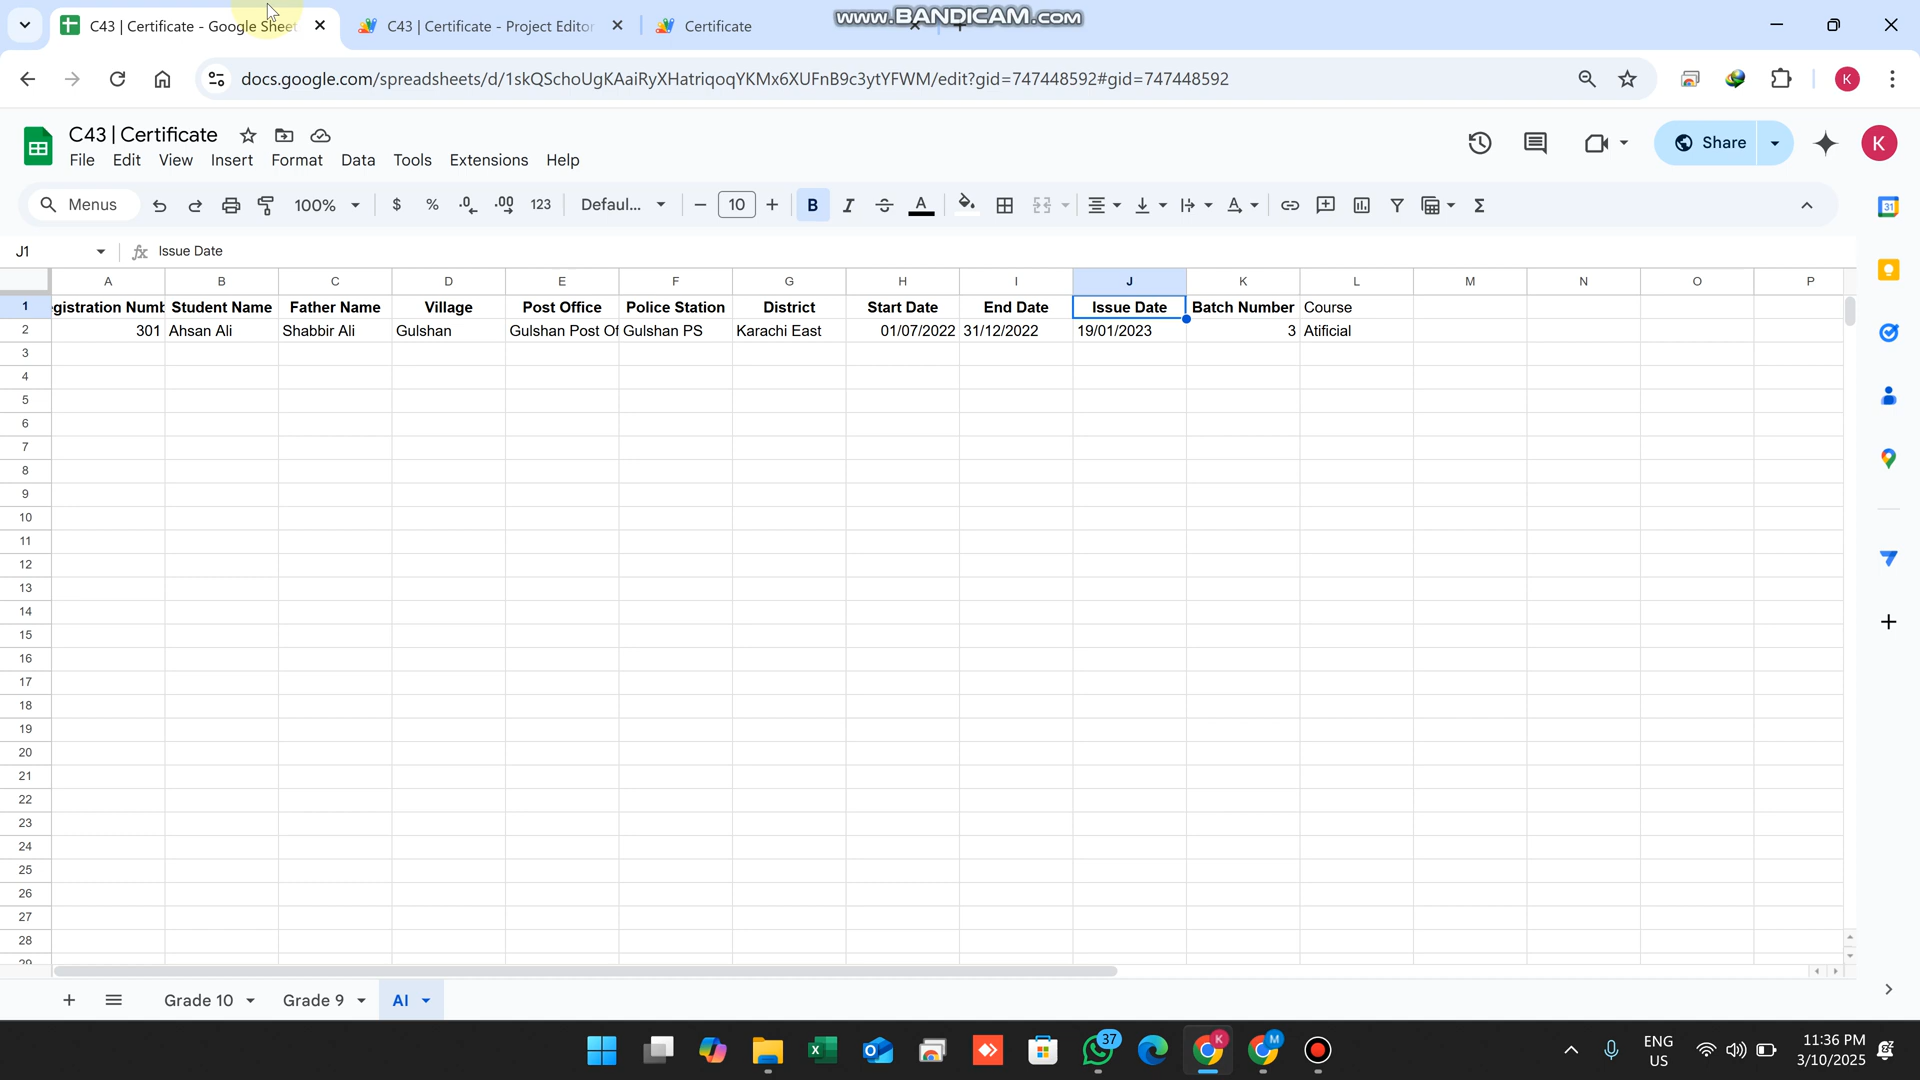 C43 | Certificate - Google Sheet
C43 | Certificate - Project Editor
Certificate
www.BANDICAM.com
docs.google.com/spreadsheets/d/1skQSchoUgKAaiRyXHatriqoqYKMx6XUFnB9c3ytYFWM/edit?gid=747448592#gid=747448592
K
C43 | Certificate
Share
K
File Edit View Insert Format Data Tools Extensions Help
Menus
100%
$ % .0 .00 123
Defaul...
10
B I A
Σ
31
J1
fx Issue Date
A B C D E F G H I J K L M N O P
1 egistration Numb Student Name Father Name Village Post Office Police Station District Start Date End Date Issue Date Batch Number Course
2 301 Ahsan Ali Shabbir Ali Gulshan Gulshan Post Of Gulshan PS Karachi East 01/07/2022 31/12/2022 19/01/2023 3 Atificial
3
4
5
6
7
8
9
10
11
12
13
14
15
16
17
18
19
20
21
22
23
24
25
26
27
28
29
Grade 10 Grade 9 AI
37
K
M
ENG
US
11:36 PM
3/10/2025